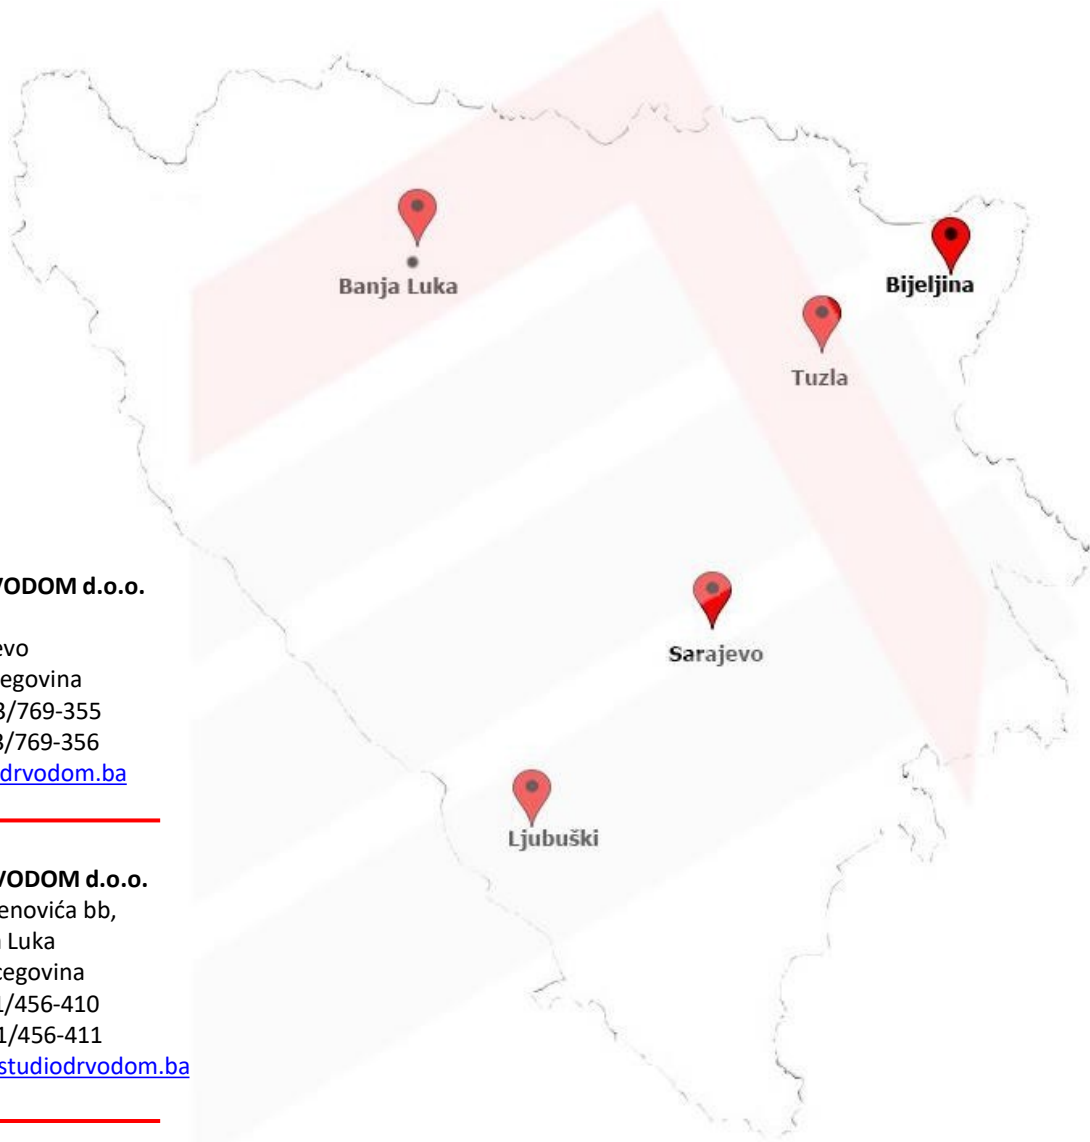 Banja Luka
Bijeljina
Tuzla
Sarajevo
Ljubuški
VODOM d.o.o.
evo
egovina
3/769-355
3/769-356
drvodom.ba
VODOM d.o.o.
enovića bb,
Luka
cegovina
1/456-410
1/456-411
studiodrvodom.ba